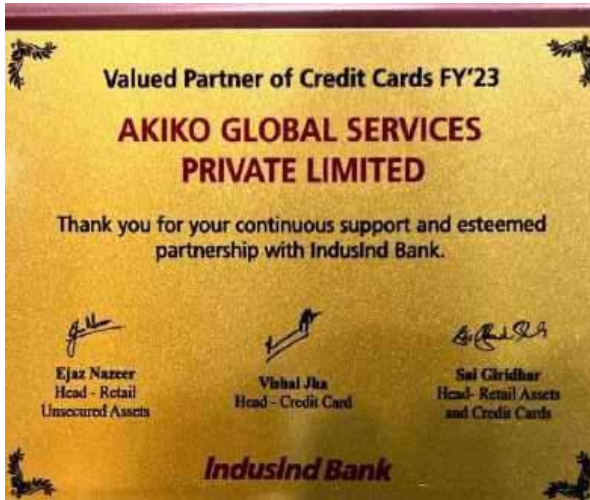 Valued Partner of Credit Cards FY'23
AKIKO GLOBAL SERVICES
PRIVATE LIMITED
Thank you for your continuous support and esteemed
partnership with IndusInd Bank.
Ejaz Nazeer
Head - Retail
Unsecured Assets
Vishal Jha
Head - Credit Card
Sai Giridhar
Head- Retail Assets
and Credit Cards
IndusInd Bank